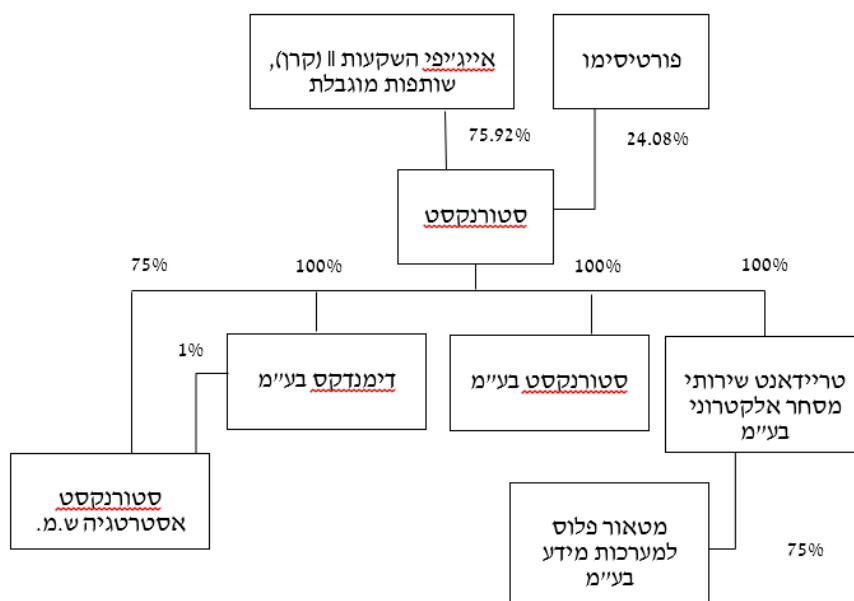 אייג'יפי השקעות II (קרן),
שותפות מוגבלת
פורטיסימו
75.92%
24.08%
סטורנקסט
75%
100%
100%
100%
1%
דימנדקס בע"מ
סטורנקסט בע"מ
טריידאנט שירותי
מסחר אלקטרוני
בע"מ
סטורנקסט
אסטרטגיה ש.מ.
מטאור פלוס
למערכות מידע
בע"מ
75%